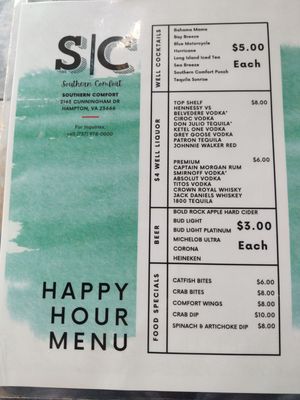 S|C
Southern Comfort
SOUTHERN COMFORT
2148 CUNNINGHAM DR
HAMPTON, VA 23666
For Inquiries,
HAPPY
HOUR
MENU
WELL COCKTAILS
Bahama Mama
Bay Breeze
Blue Motorcycle
Hurricane
Long Island Iced Tea
Sea Breeze
Southern Comfort Punch
Tequila Sunrise
$5.00
Each
$4 WELL LIQUOR
TOP SHELF $8.00
HENNESSY VS
BELVEDERE VODKA*
CIROC VODKA
DON JULIO TEQUILA*
KETEL ONE VODKA
GREY GOOSE VODKA
PATRON TEQUILA
JOHNNIE WALKER RED
PREMIUM $6.00
CAPTAIN MORGAN RUM
SMIRNOFF VODKA*
ABSOLUT VODKA
TITOS VODKA
CROWN ROYAL WHISKY
JACK DANIELS WHISKEY
1800 TEQUILA
BEER
BOLD ROCK APPLE HARD CIDER
BUD LIGHT
BUD LIGHT PLATINUM
MICHELOB ULTRA
CORONA
HEINEKEN
$3.00
Each
FOOD SPECIALS
CATFISH BITES $6.00
CRAB BITES $8.00
COMFORT WINGS $8.00
CRAB DIP $10.00
SPINACH & ARTICHOKE DIP $8.00